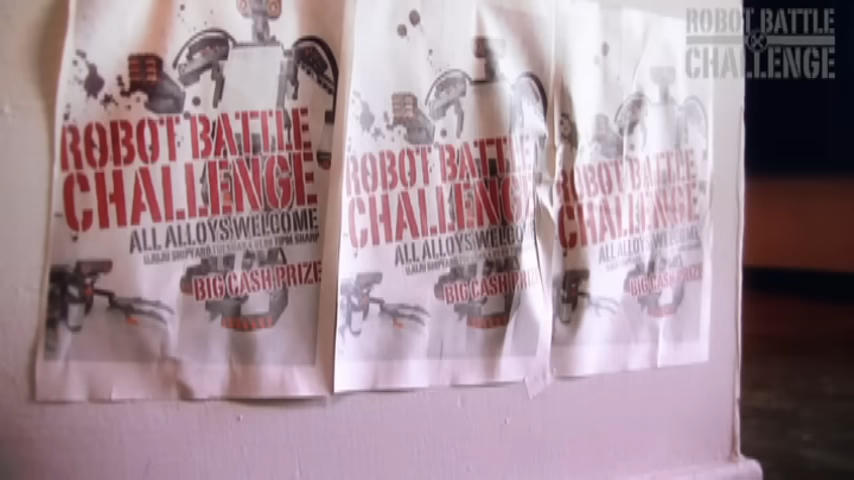 ROBOT BATTLE
CHALLENGE
ROBOT BATTLE
CHALLENGE
ALL ALLOYS WELCOME
BIG CASH PRIZE
ROBOT BATTLE
CHALLENGE
ALL ALLOYS WELCO
BIG CASH PRIZE
ROBOT BATTLE
CHALLENGE
ALL ALLOYS WELCOME
BIG CASH PRIZE